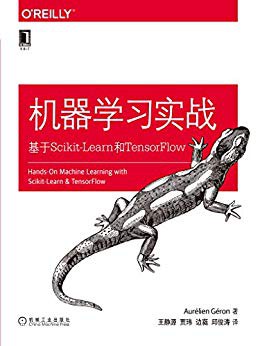 O'REILLY®
机器学习实战
基于Scikit-Learn和TensorFlow
Hands-On Machine Learning with
Scikit-Learn & TensorFlow
Aurélien Géron 著
王静源 贾玮 边蕤 邱俊涛 译
机械工业出版社
China Machine Press